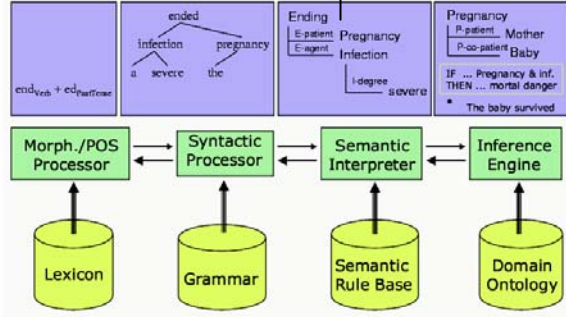 end_Verb + ed_PastTense
ended
infection pregnancy
a severe the
Ending
E-patient Pregnancy
E-agent Infection
I-degree
severe
Pregnancy
P-patient Mother
P-co-patient Baby
IF ... Pregnancy & inf.
THEN ... mortal danger
* The baby survived
Morph./POS
Processor
Syntactic
Processor
Semantic
Interpreter
Inference
Engine
Lexicon
Grammar
Semantic
Rule Base
Domain
Ontology